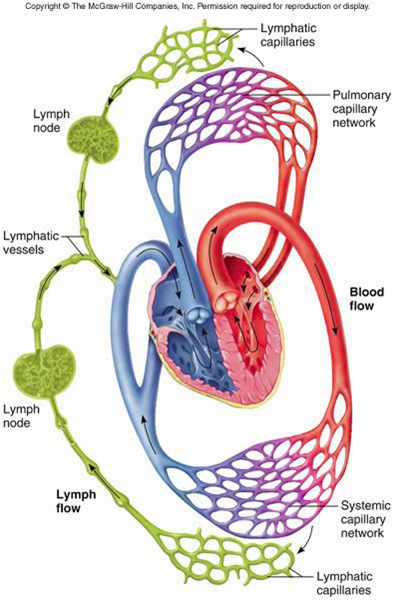 Copyright © The McGraw-Hill Companies, Inc. Permission required for reproduction or display.
Lymphatic
capillaries
Pulmonary
capillary
network
Lymph
node
Lymphatic
vessels
Blood
flow
Lymph
node
Lymph
flow
Systemic
capillary
network
Lymphatic
capillaries